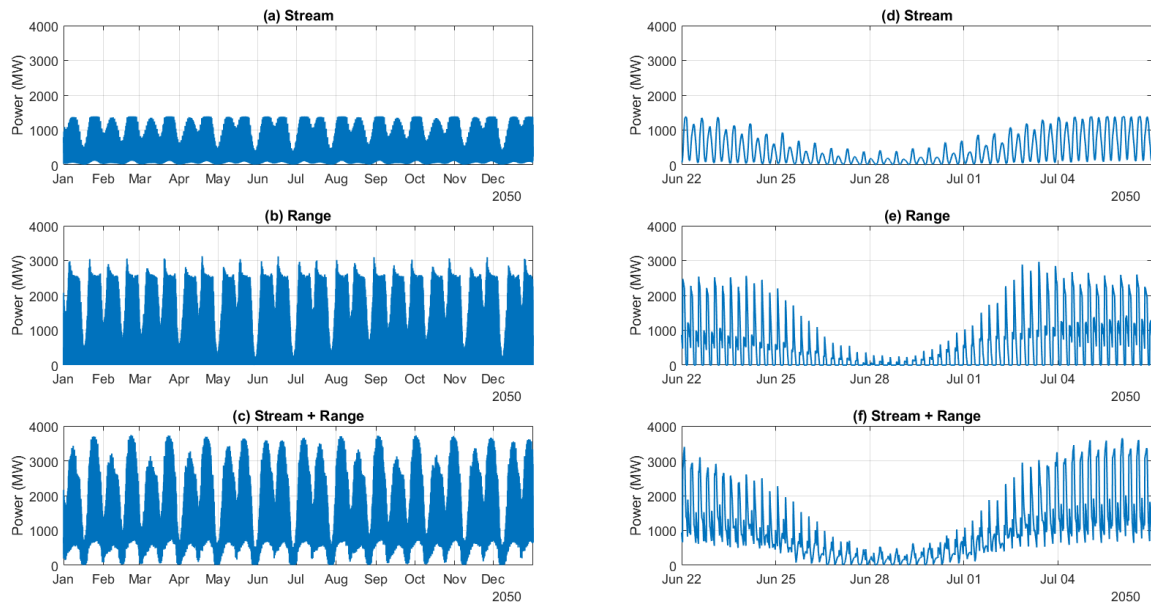 (a) Stream
4000
3000
2000
1000
0
Power (MW)
Jan Feb Mar Apr May Jun Jul Aug Sep Oct Nov Dec
2050
(d) Stream
4000
3000
2000
1000
0
Power (MW)
Jun 22 Jun 25 Jun 28 Jul 01 Jul 04
2050
(b) Range
4000
3000
2000
1000
0
Power (MW)
Jan Feb Mar Apr May Jun Jul Aug Sep Oct Nov Dec
2050
(e) Range
4000
3000
2000
1000
0
Power (MW)
Jun 22 Jun 25 Jun 28 Jul 01 Jul 04
2050
(c) Stream + Range
4000
3000
2000
1000
0
Power (MW)
Jan Feb Mar Apr May Jun Jul Aug Sep Oct Nov Dec
2050
(f) Stream + Range
4000
3000
2000
1000
0
Power (MW)
Jun 22 Jun 25 Jun 28 Jul 01 Jul 04
2050